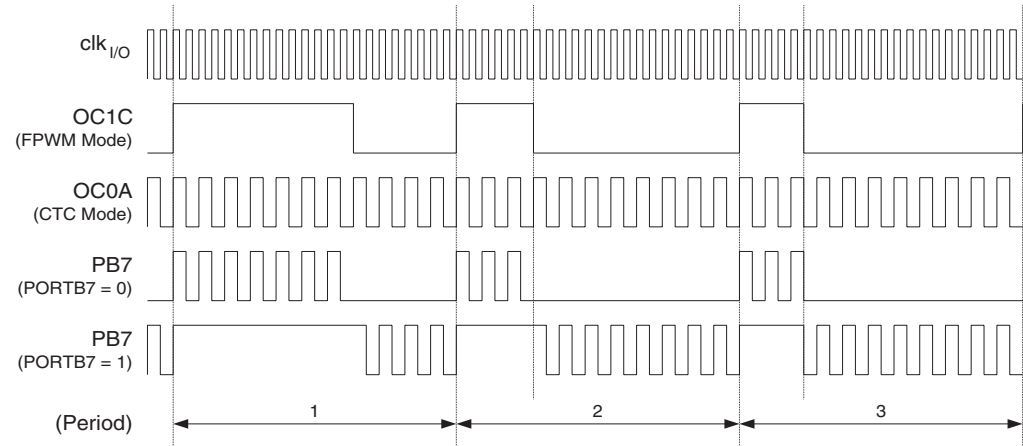 clk I/O
OC1C
(FPWM Mode)
OC0A
(CTC Mode)
PB7
(PORTB7 = 0)
PB7
(PORTB7 = 1)
(Period) 1 2 3